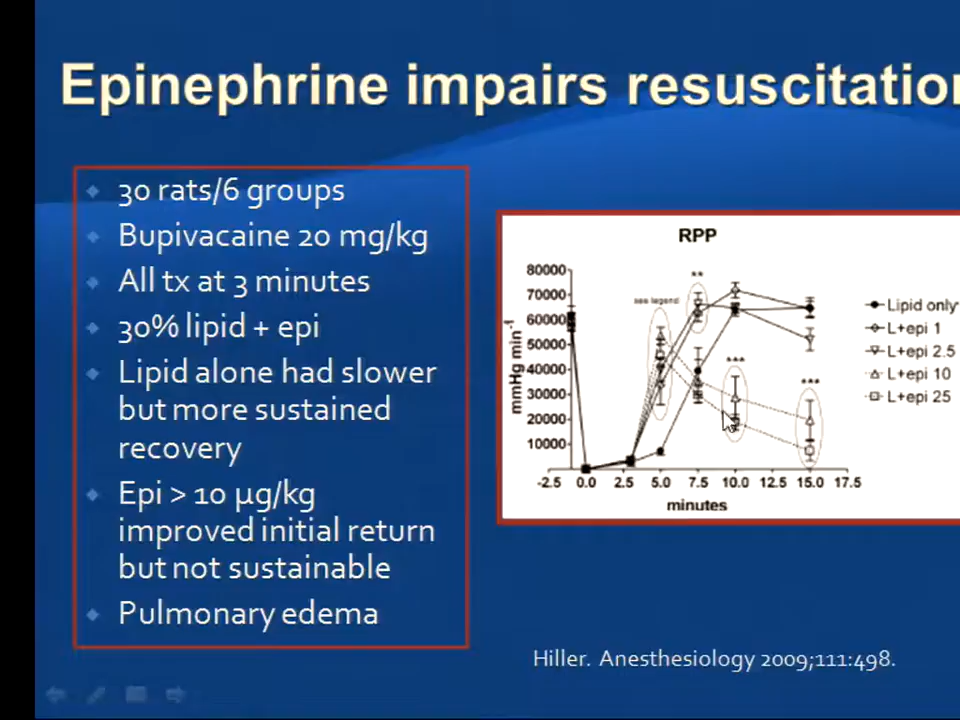 Epinephrine impairs resuscitation
30 rats/6 groups
Bupivacaine 20 mg/kg
All tx at 3 minutes
30% lipid + epi
Lipid alone had slower
but more sustained
recovery
Epi > 10 µg/kg
improved initial return
but not sustainable
Pulmonary edema
RPP
mmHg min-1
80000
70000
60000
50000
40000
30000
20000
10000
see legend
**
***
***
-2.5 0.0 2.5 5.0 7.5 10.0 12.5 15.0 17.5
minutes
Lipid only
L+epi 1
L+epi 2.5
L+epi 10
L+epi 25
Hiller. Anesthesiology 2009;111:498.